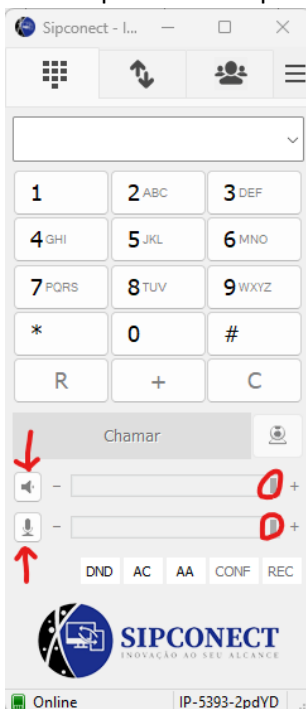 Sipconect - I...
1 2 ABC 3 DEF
4 GHI 5 JKL 6 MNO
7 PQRS 8 TUV 9 WXYZ
* 0 #
R + C
Chamar
- +
- +
DND AC AA CONF REC
SIPCONECT
INOVAÇÃO AO SEU ALCANCE
Online IP-5393-2pdYD